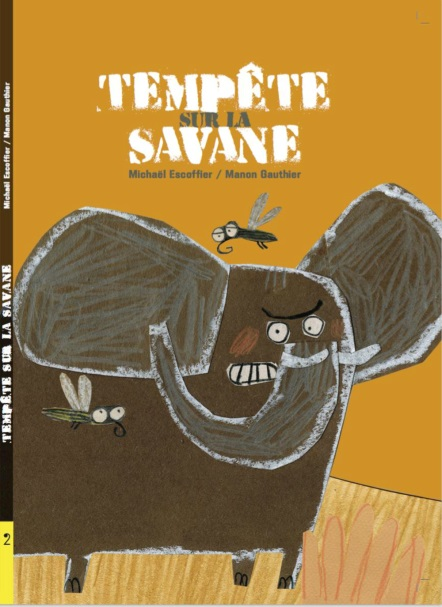 TEMPÊTE
SUR LA
SAVANE
Michaël Escoffier / Manon Gauthier
TEMPÊTE SUR LA SAVANE
Michaël Escoffier / Manon Gauthier
2